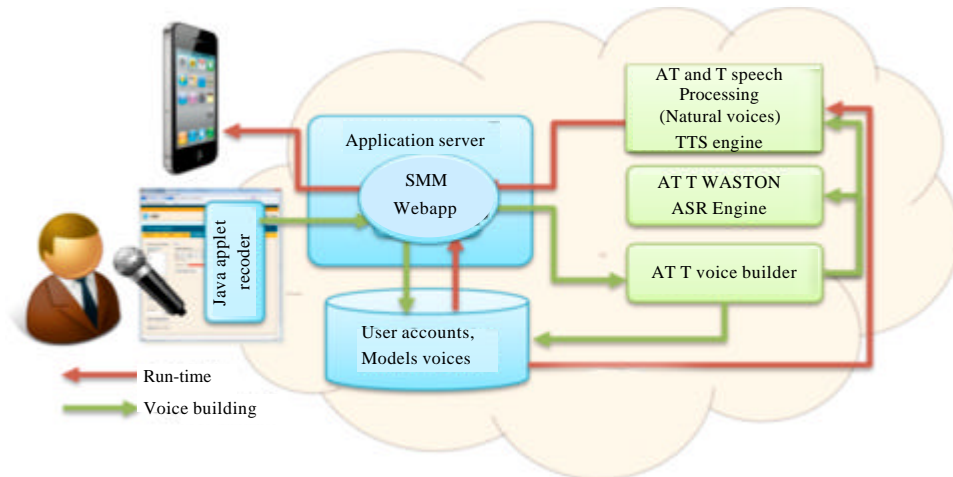 AT and T speech
Processing
(Natural voices)
TTS engine
Application server
SMM
Webapp
AT T WASTON
ASR Engine
Java applet
recoder
AT T voice builder
User accounts,
Models voices
Run-time
Voice building